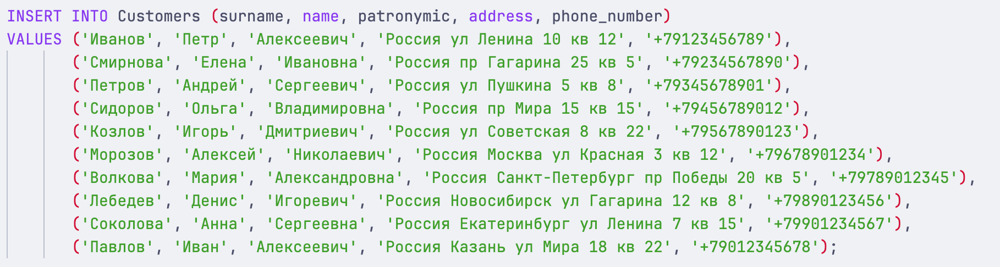 INSERT INTO Customers (surname, name, patronymic, address, phone_number)
VALUES ('Иванов', 'Петр', 'Алексеевич', 'Россия ул Ленина 10 кв 12', '+79123456789'),
('Смирнова', 'Елена', 'Ивановна', 'Россия пр Гагарина 25 кв 5', '+79234567890'),
('Петров', 'Андрей', 'Сергеевич', 'Россия ул Пушкина 5 кв 8', '+79345678901'),
('Сидоров', 'Ольга', 'Владимировна', 'Россия пр Мира 15 кв 15', '+79456789012'),
('Козлов', 'Игорь', 'Дмитриевич', 'Россия ул Советская 8 кв 22', '+79567890123'),
('Морозов', 'Алексей', 'Николаевич', 'Россия Москва ул Красная 3 кв 12', '+79678901234'),
('Волкова', 'Мария', 'Александровна', 'Россия Санкт-Петербург пр Победы 20 кв 5', '+79789012345'),
('Лебедев', 'Денис', 'Игоревич', 'Россия Новосибирск ул Гагарина 12 кв 8', '+79890123456'),
('Соколова', 'Анна', 'Сергеевна', 'Россия Екатеринбург ул Ленина 7 кв 15', '+79901234567'),
('Павлов', 'Иван', 'Алексеевич', 'Россия Казань ул Мира 18 кв 22', '+79012345678');